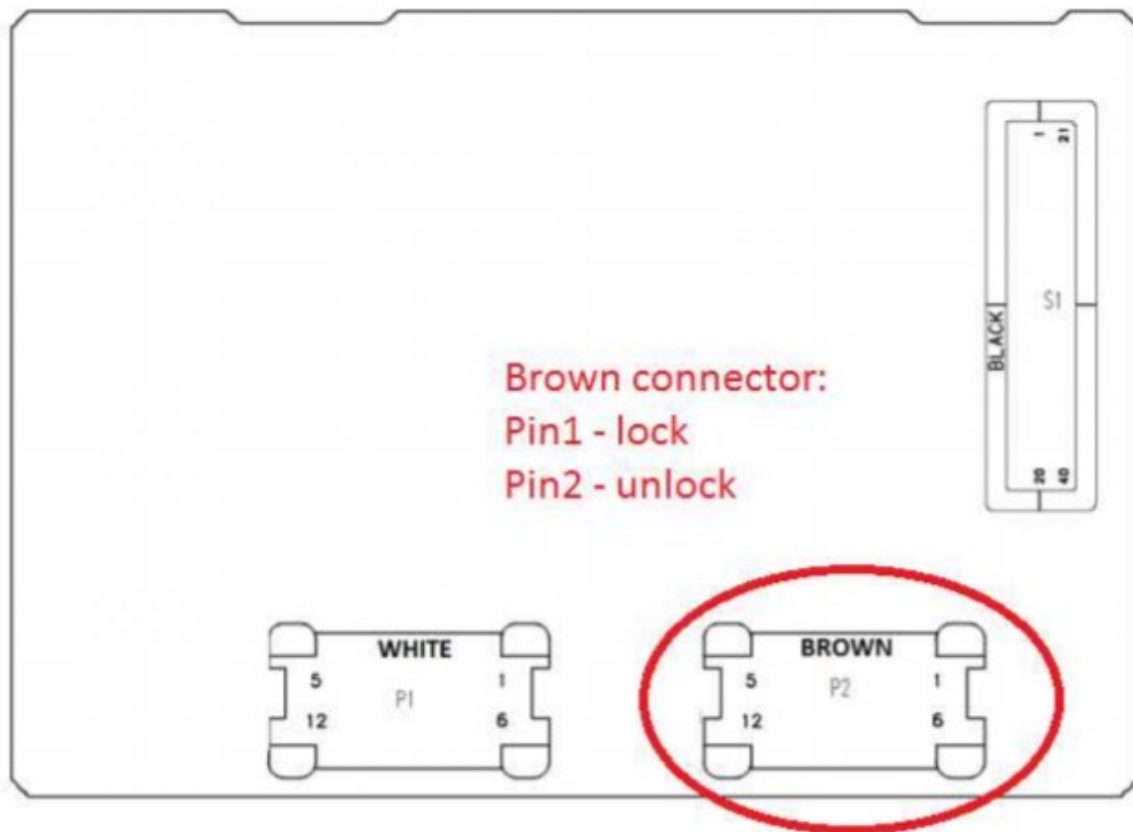 1 21
S1
BLACK
20 40
Brown connector:
Pin1 - lock
Pin2 - unlock
WHITE
5 P1 1
12 6
BROWN
5 P2 1
12 6